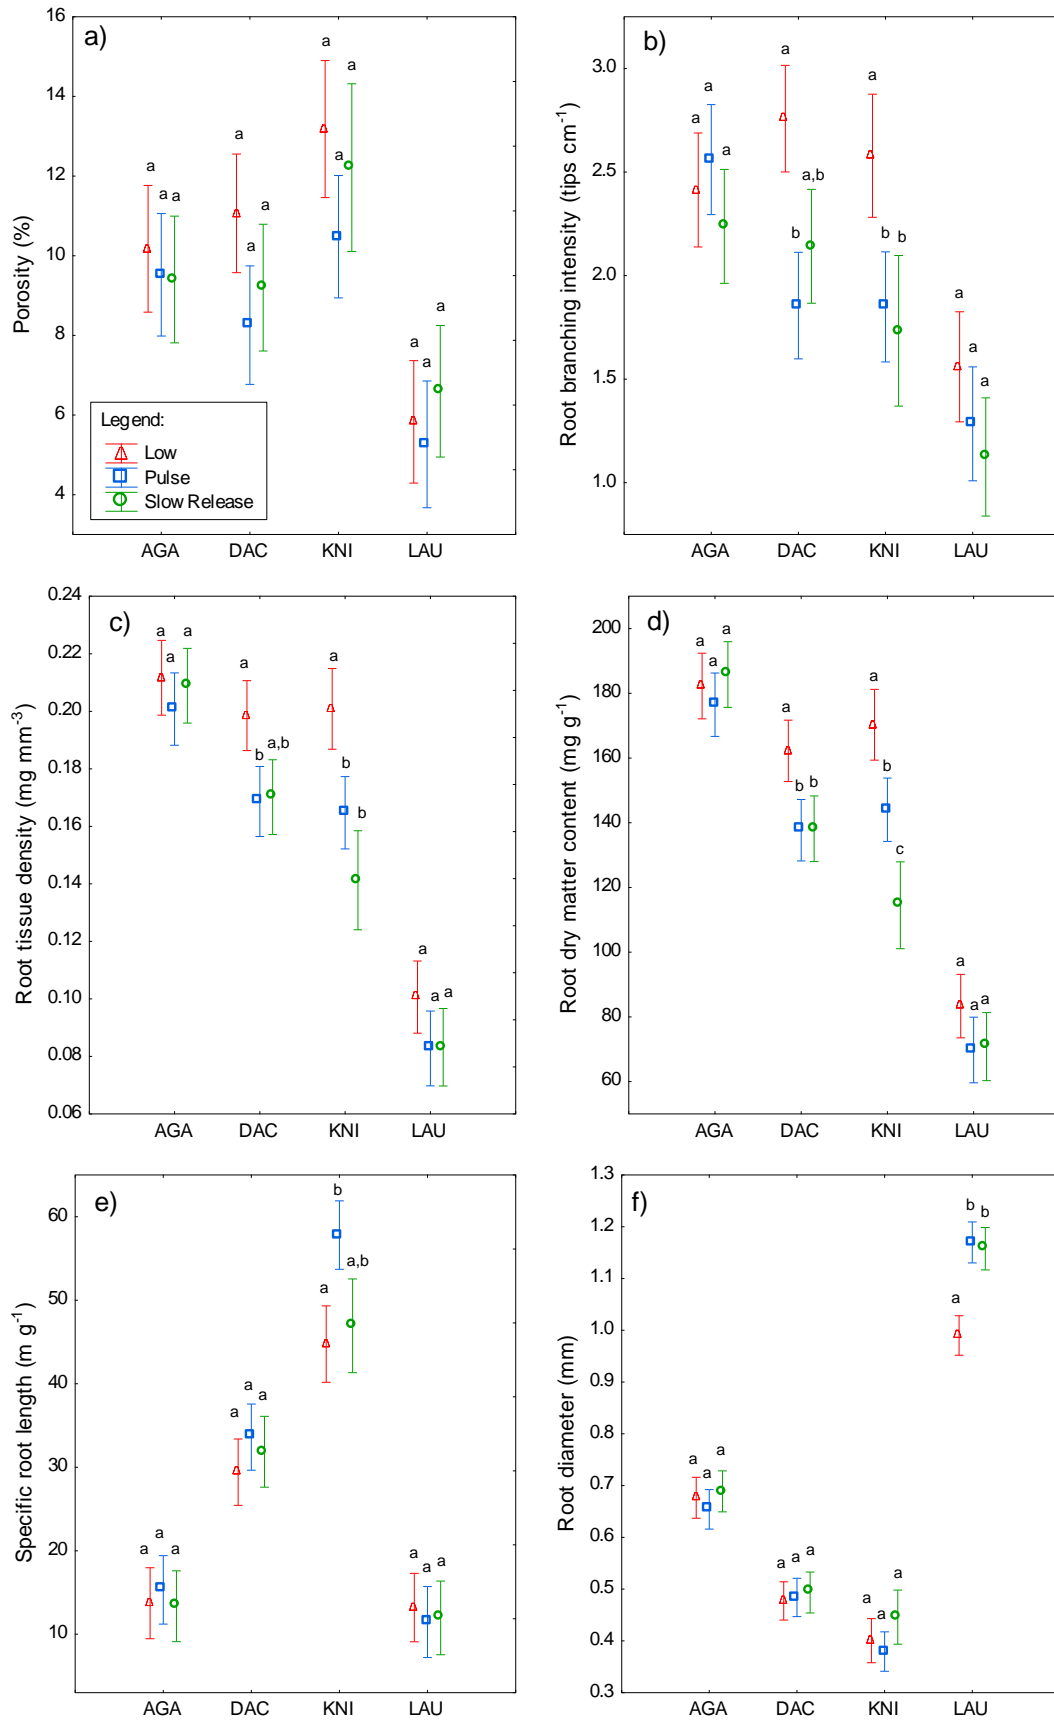 a)
Porosity (%)
16
14
12
10
8
6
4
a a a a a a a a a a a a
Legend:
Low
Pulse
Slow Release
AGA DAC KNI LAU
b)
Root branching intensity (tips cm-1)
3.0
2.5
2.0
1.5
1.0
a a a a b a,b a b b a a a
AGA DAC KNI LAU
c)
Root tissue density (mg mm-3)
0.24
0.22
0.20
0.18
0.16
0.14
0.12
0.10
0.08
0.06
a a a a b a,b a b b a a a
AGA DAC KNI LAU
d)
Root dry matter content (mg g-1)
200
180
160
140
120
100
80
60
a a a a b b a b c a a a
AGA DAC KNI LAU
e)
Specific root length (m g-1)
60
50
40
30
20
10
a a a a a a a b a,b a a a
AGA DAC KNI LAU
f)
Root diameter (mm)
1.3
1.2
1.1
1.0
0.9
0.8
0.7
0.6
0.5
0.4
0.3
a a a a a a a a a a b b
AGA DAC KNI LAU